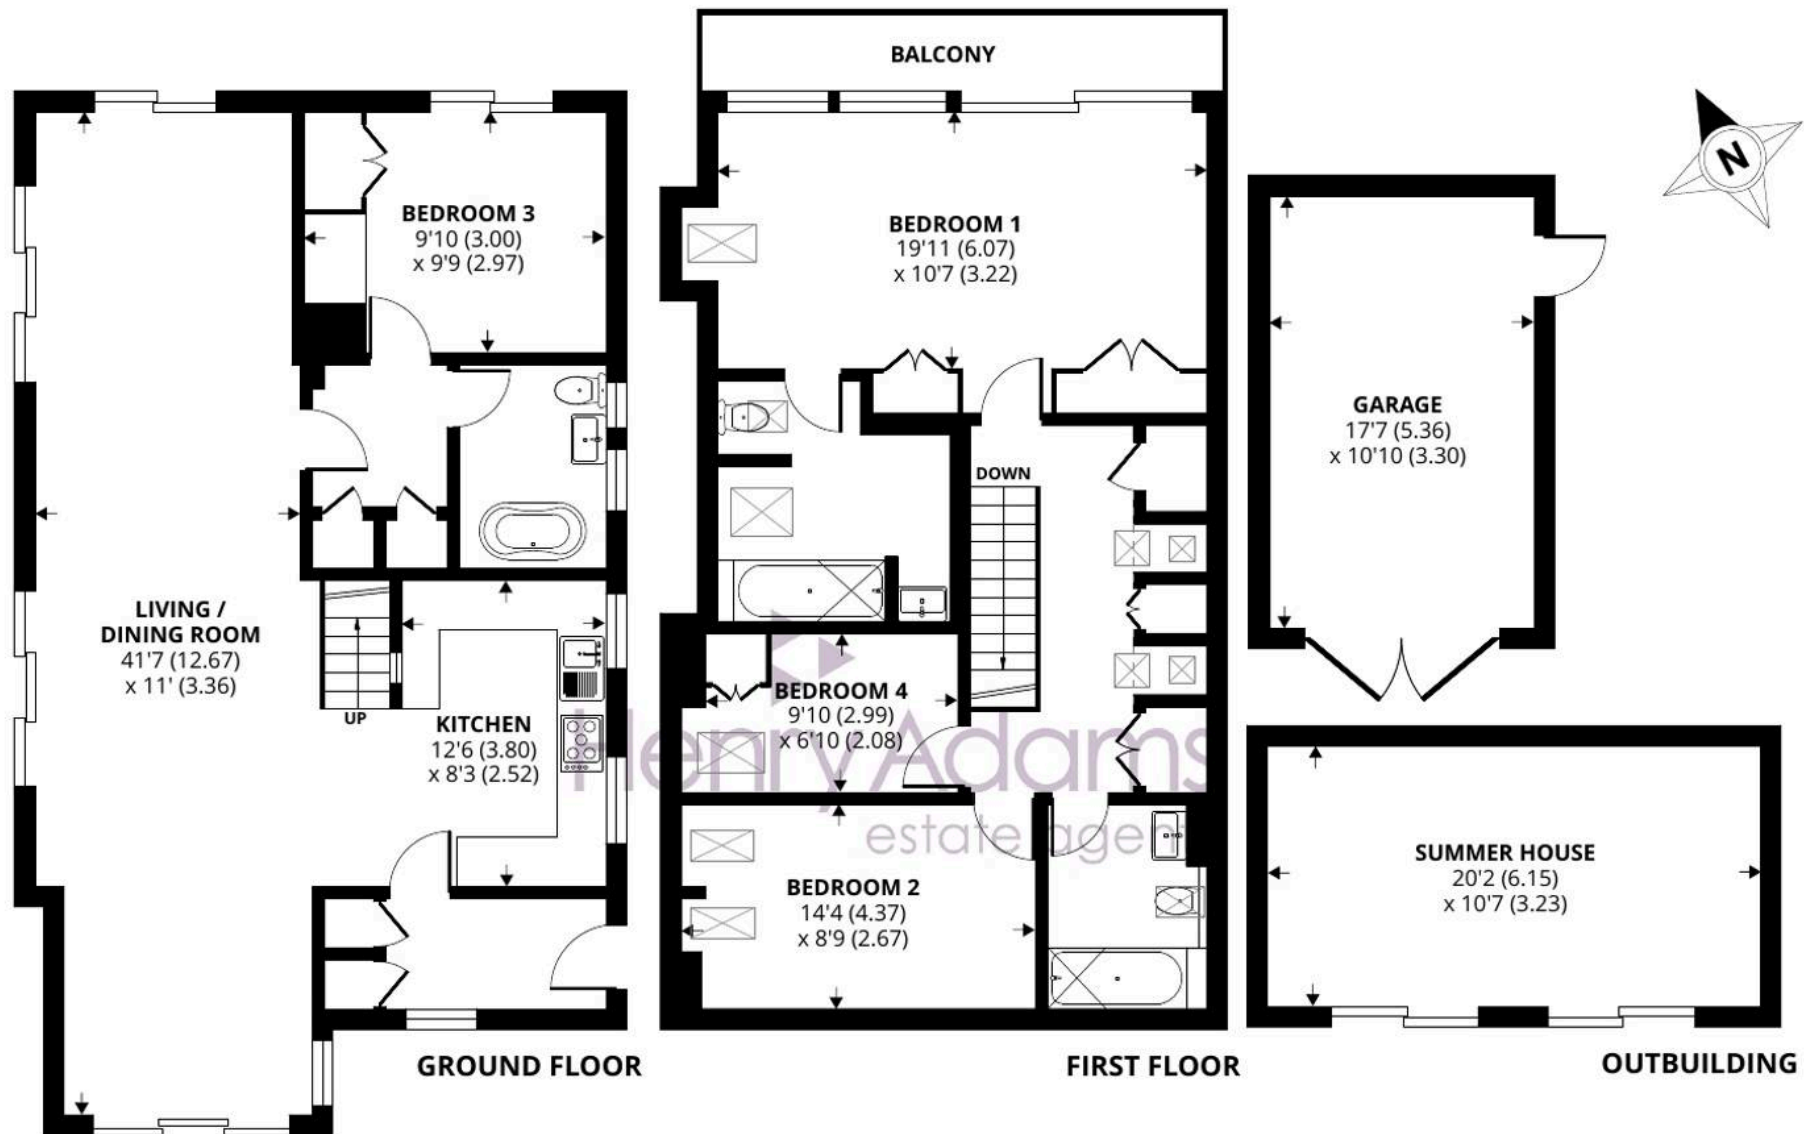 BALCONY
BEDROOM 3
9'10 (3.00)
x 9'9 (2.97)
BEDROOM 1
19'11 (6.07)
x 10'7 (3.22)
N
GARAGE
17'7 (5.36)
x 10'10 (3.30)
DOWN
LIVING /
DINING ROOM
41'7 (12.67)
x 11' (3.36)
UP
KITCHEN
12'6 (3.80)
x 8'3 (2.52)
BEDROOM 4
9'10 (2.99)
x 6'10 (2.08)
Henry Adams
estate agent
BEDROOM 2
14'4 (4.37)
x 8'9 (2.67)
SUMMER HOUSE
20'2 (6.15)
x 10'7 (3.23)
GROUND FLOOR
FIRST FLOOR
OUTBUILDING